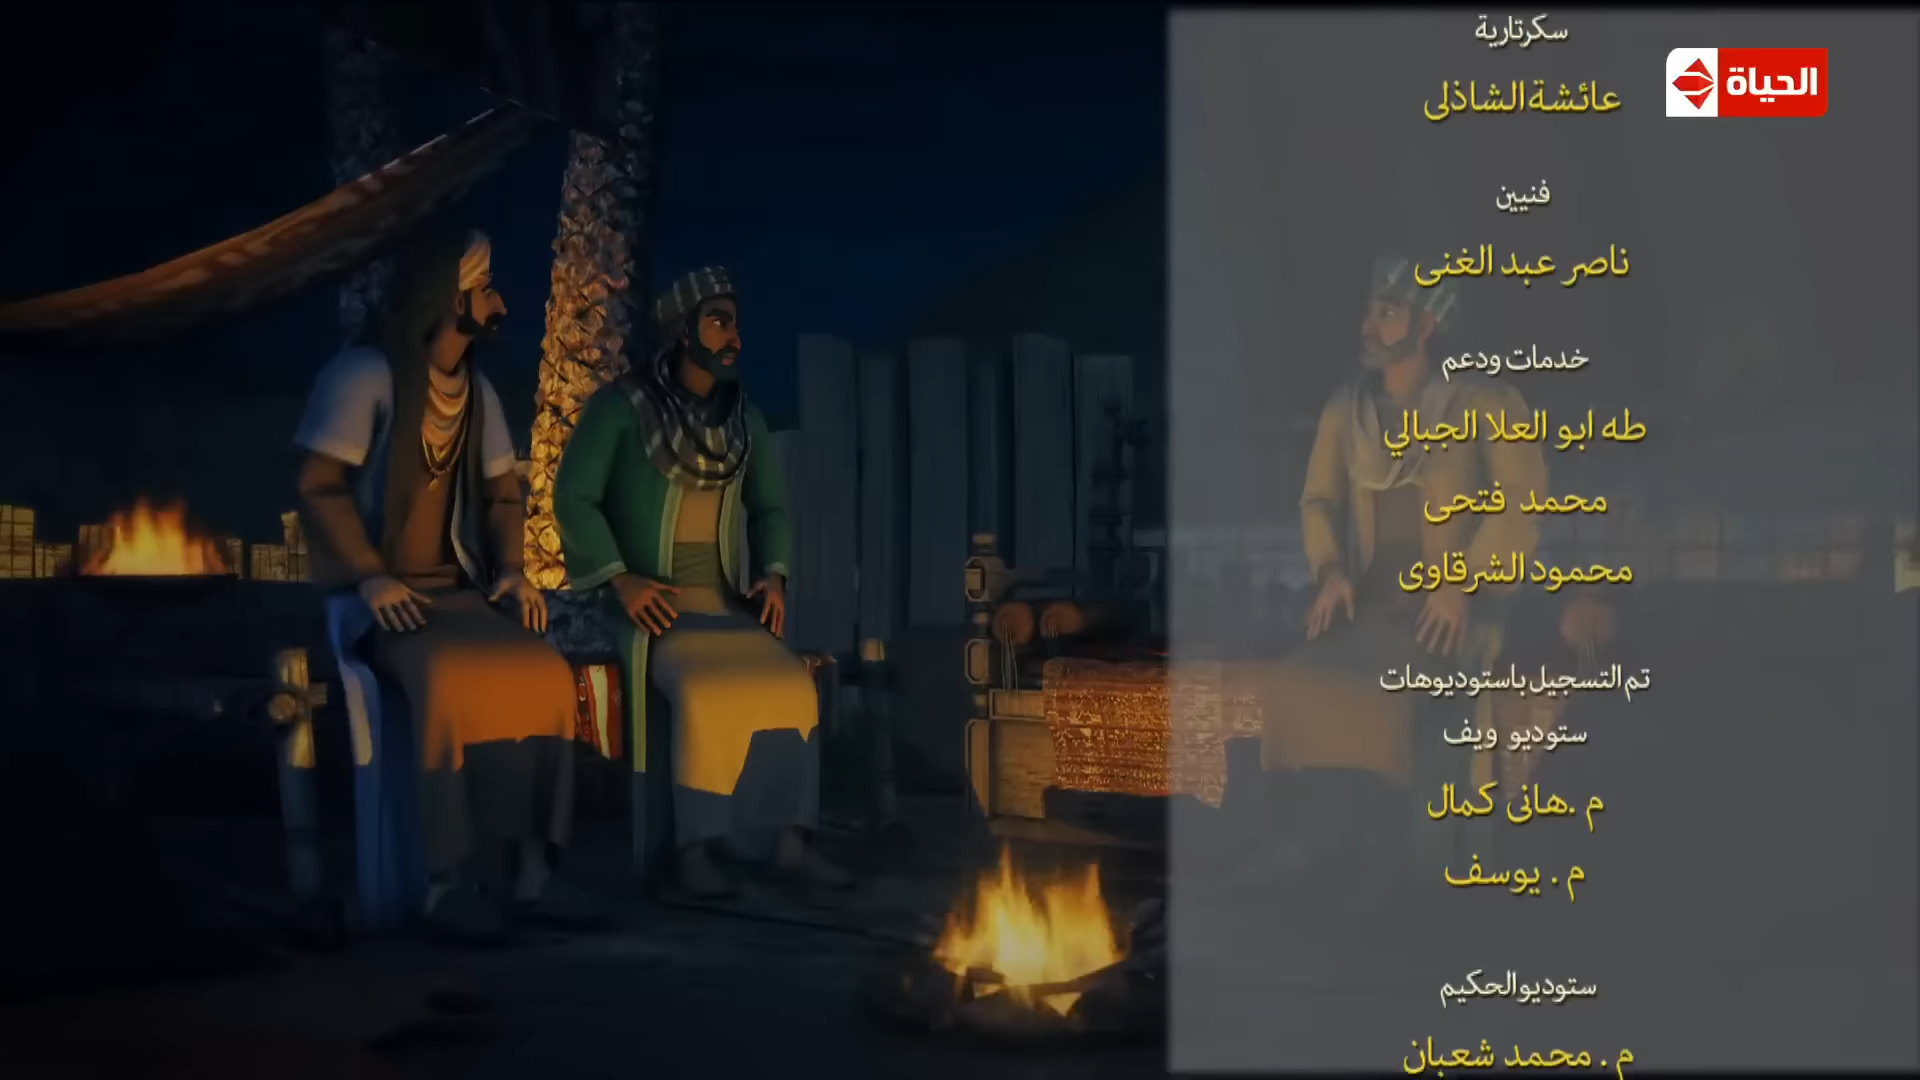 سكرتارية
الحياة
عائشة الشاذلى
فنيين
ناصر عبد الغنى
خدمات ودعم
طه ابو العلا الجبالي
محمد فتحى
محمود الشرقاوى
تم التسجيل باستوديوهات
ستوديو ويف
م .هانى كمال
م . يوسف
ستوديو الحكيم
م . محمد شعبان